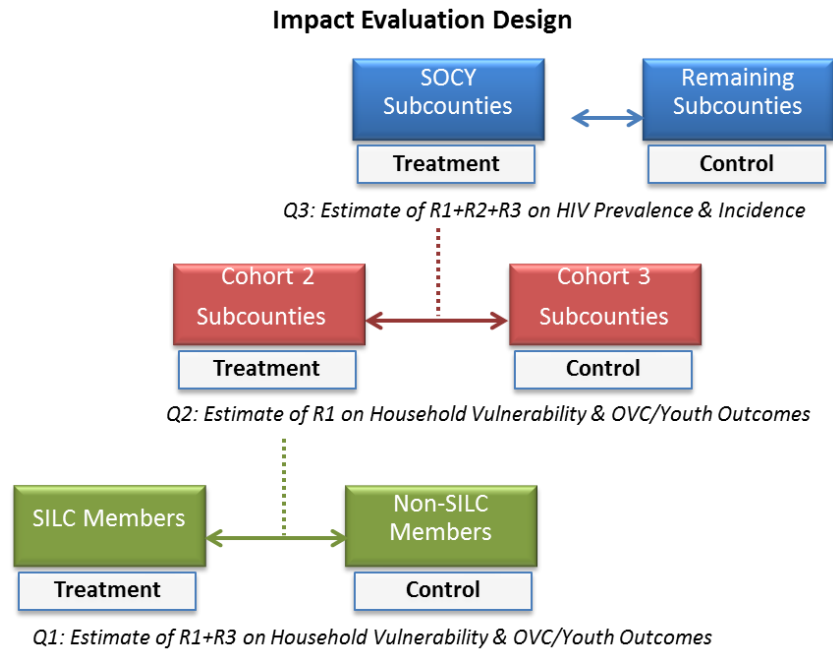 Impact Evaluation Design
SOCY
Subcounties
Remaining
Subcounties
Treatment
Control
Q3: Estimate of R1+R2+R3 on HIV Prevalence & Incidence
Cohort 2
Subcounties
Cohort 3
Subcounties
Treatment
Control
Q2: Estimate of R1 on Household Vulnerability & OVC/Youth Outcomes
SILC Members
Non-SILC
Members
Treatment
Control
Q1: Estimate of R1+R3 on Household Vulnerability & OVC/Youth Outcomes